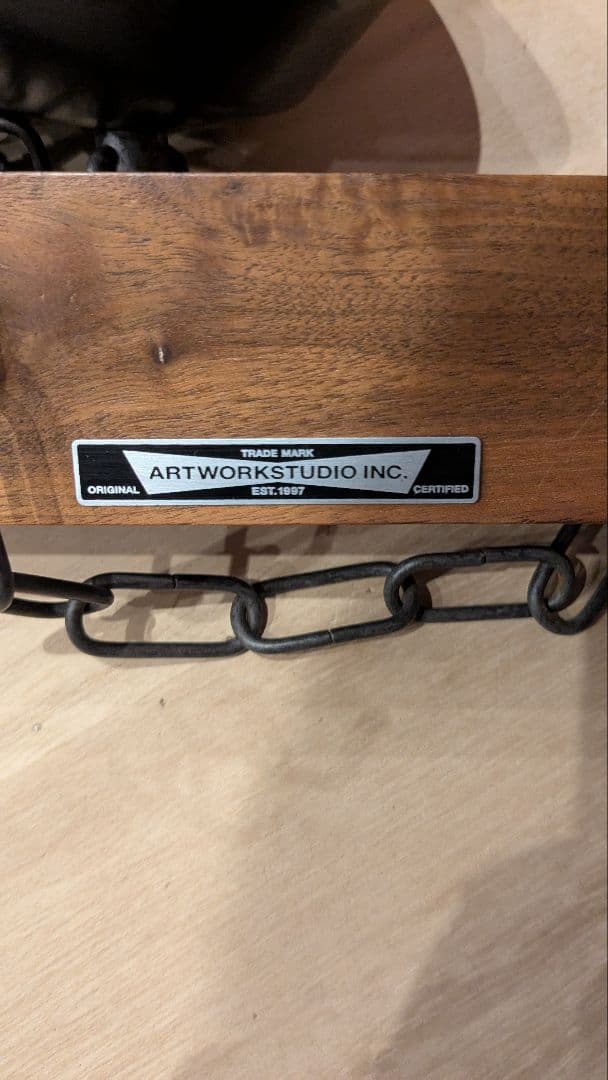 TRADE MARK
ARTWORKSTUDIO INC.
ORIGINAL EST.1997 CERTIFIED